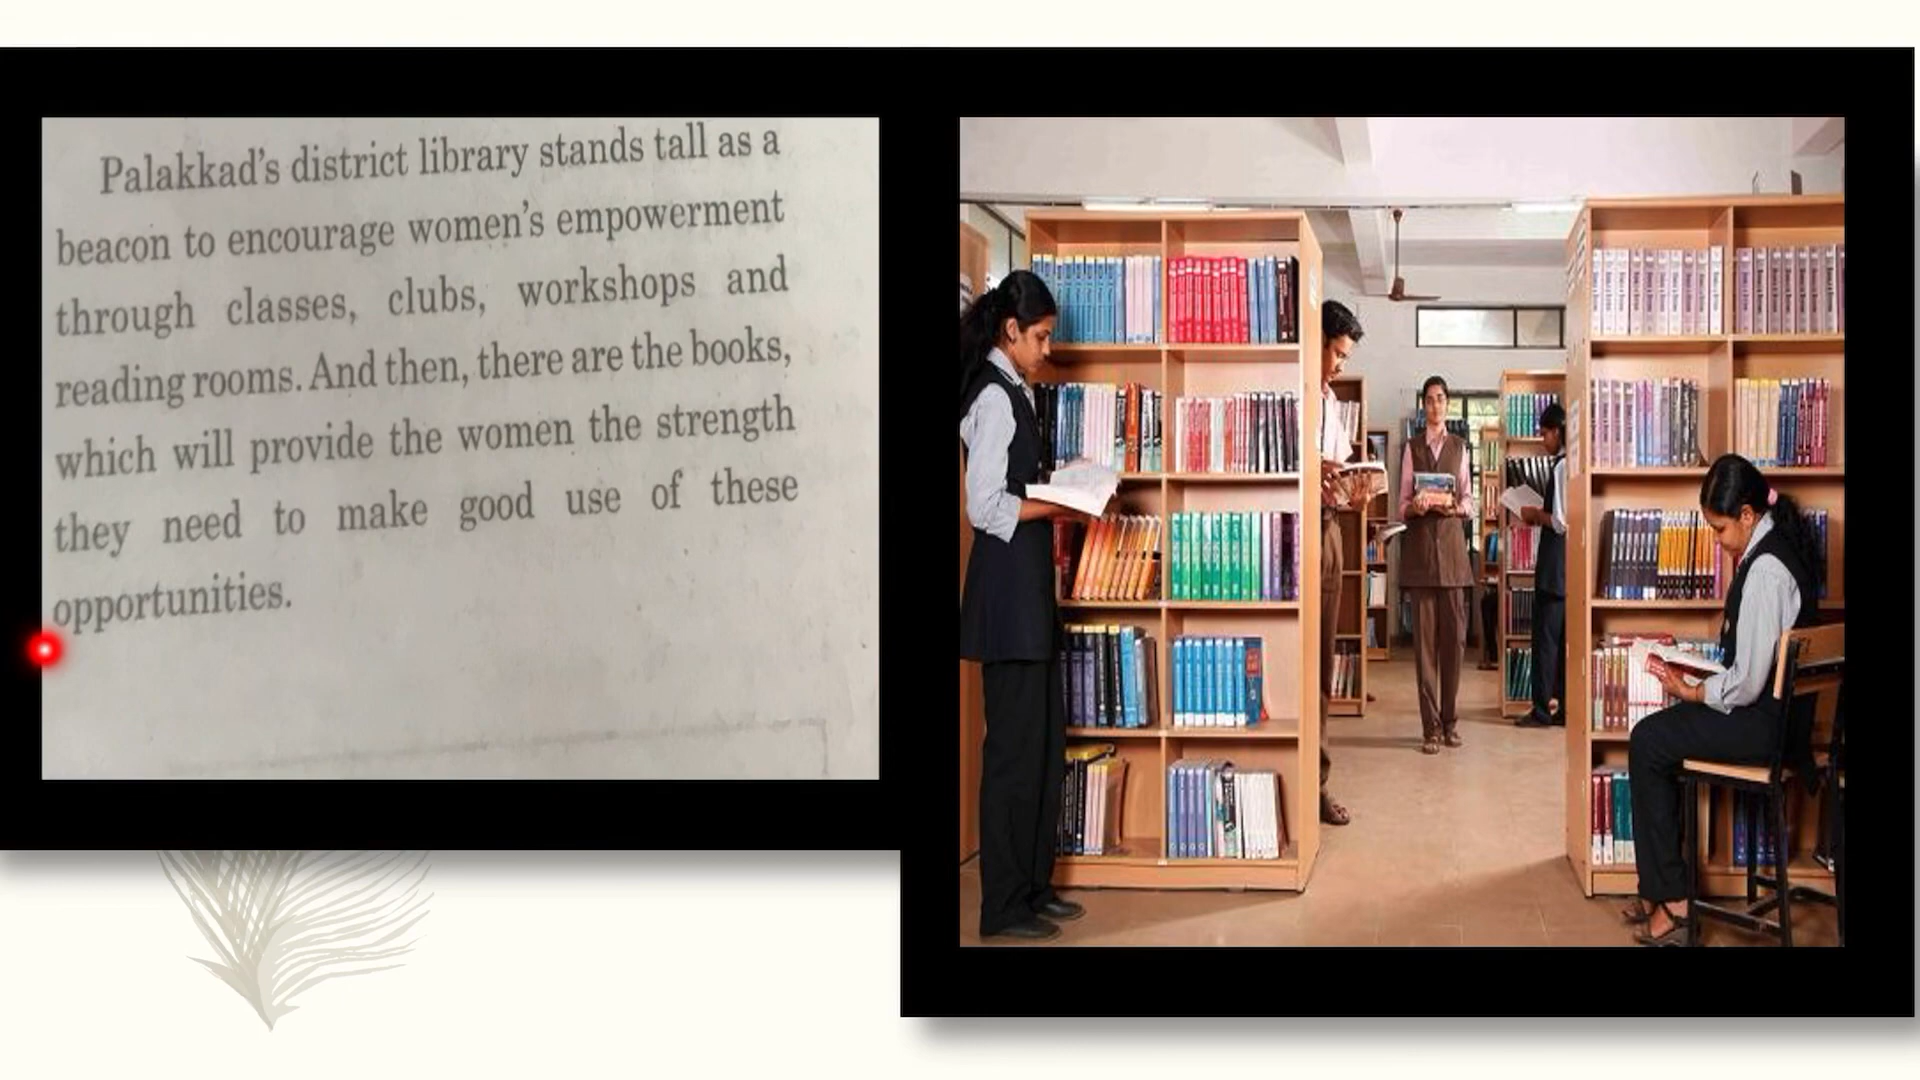 Palakkad's district library stands tall as a
beacon to encourage women's empowerment
through classes, clubs, workshops and
reading rooms. And then, there are the books,
which will provide the women the strength
they need to make good use of these
opportunities.